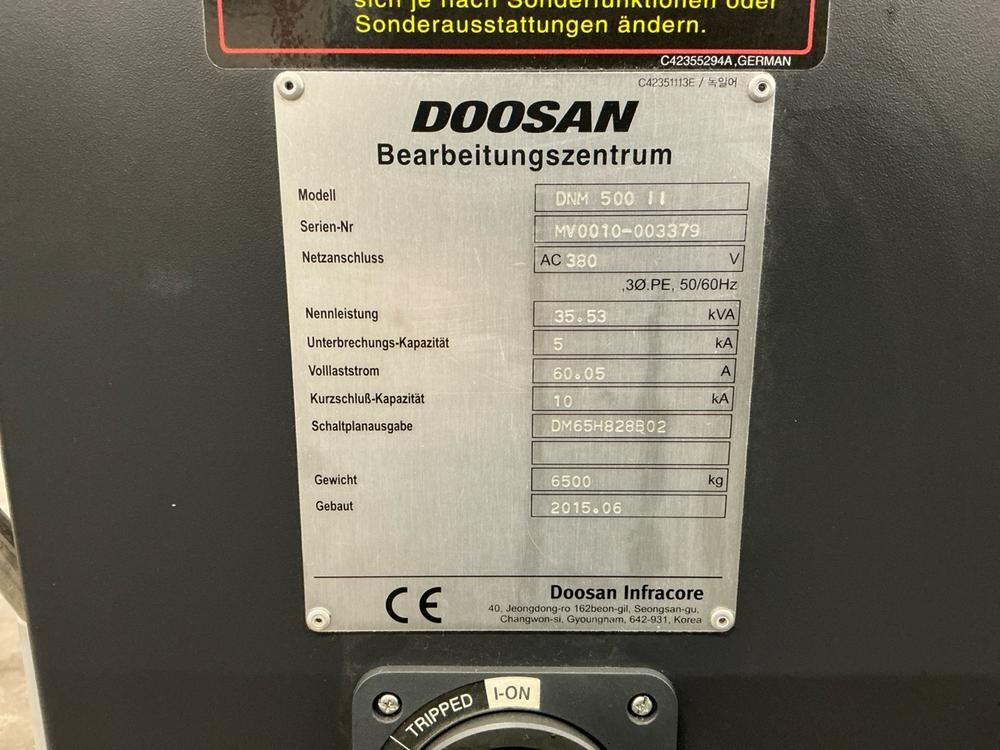 sich je nach Sonderfunktionen oder
Sonderausstattungen ändern.
C42355294A,GERMAN
C42351113E / 독일어
DOOSAN
Bearbeitungszentrum
Modell DNM 500 II
Serien-Nr MV0010-003379
Netzanschluss AC 380 V
,3Ø.PE, 50/60Hz
Nennleistung 35.53 kVA
Unterbrechungs-Kapazität 5 kA
Volllaststrom 60.05 A
Kurzschluß-Kapazität 10 kA
Schaltplanausgabe DM65H828B02
Gewicht 6500 kg
Gebaut 2015.06
CE
Doosan Infracore
40, Jeongdong-ro 162beon-gil, Seongsan-gu,
Changwon-si, Gyoungnam, 642-931, Korea
TRIPPED I-ON